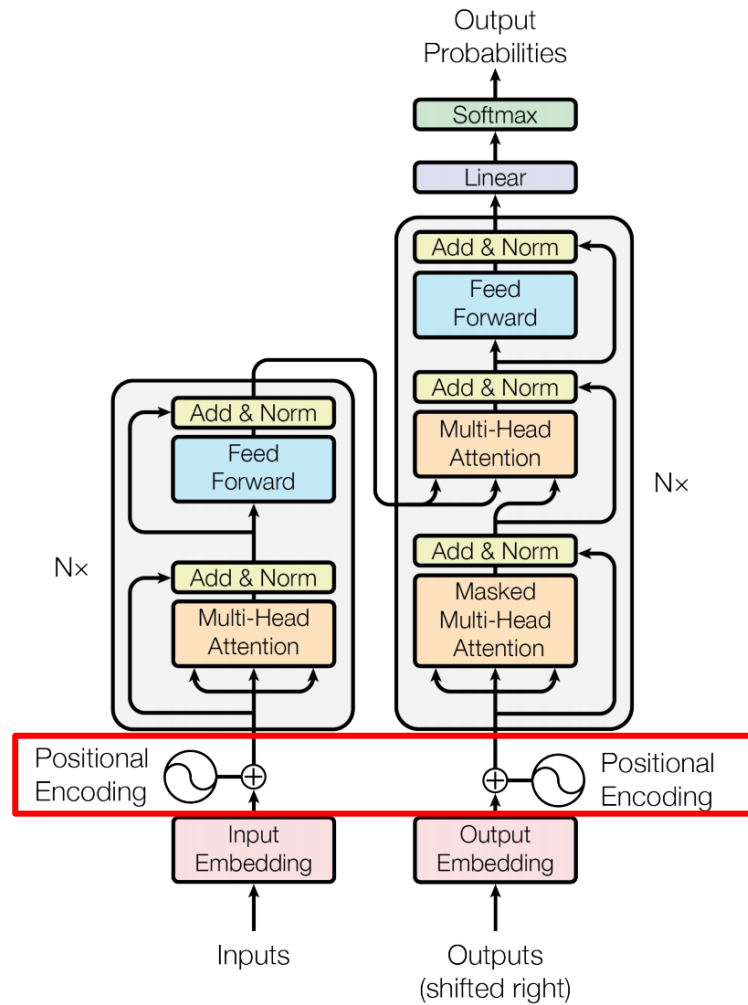 Output
Probabilities
Softmax
Linear
Add & Norm
Feed
Forward
Add & Norm
Multi-Head
Attention
N×
Add & Norm
Masked
Multi-Head
Attention
Add & Norm
Feed
Forward
N×
Add & Norm
Multi-Head
Attention
Positional
Encoding
Positional
Encoding
Input
Embedding
Output
Embedding
Inputs
Outputs
(shifted right)